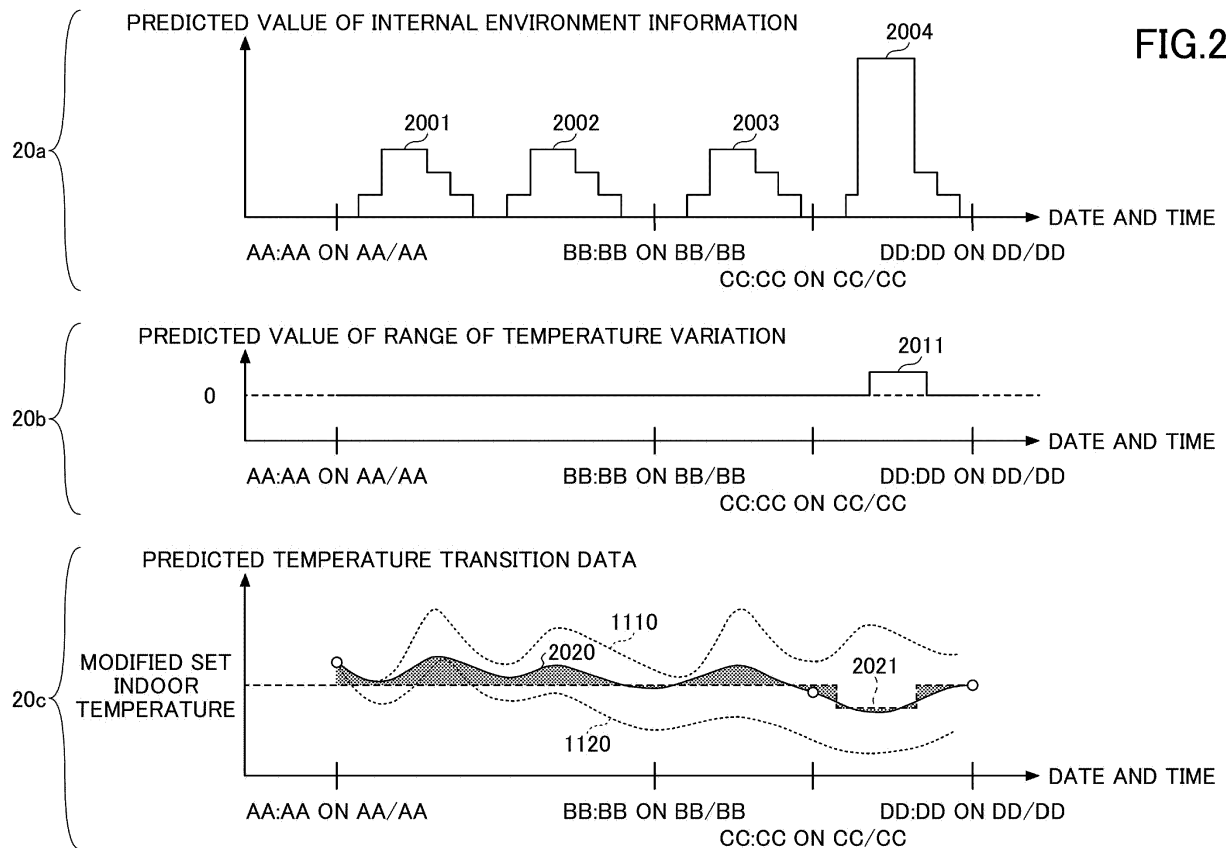 FIG.2
20a
PREDICTED VALUE OF INTERNAL ENVIRONMENT INFORMATION
2001
2002
2003
2004
DATE AND TIME
AA:AA ON AA/AA
BB:BB ON BB/BB
CC:CC ON CC/CC
DD:DD ON DD/DD
20b
PREDICTED VALUE OF RANGE OF TEMPERATURE VARIATION
2011
0
DATE AND TIME
AA:AA ON AA/AA
BB:BB ON BB/BB
CC:CC ON CC/CC
DD:DD ON DD/DD
20c
PREDICTED TEMPERATURE TRANSITION DATA
1110
2020
2021
1120
MODIFIED SET
INDOOR
TEMPERATURE
DATE AND TIME
AA:AA ON AA/AA
BB:BB ON BB/BB
CC:CC ON CC/CC
DD:DD ON DD/DD